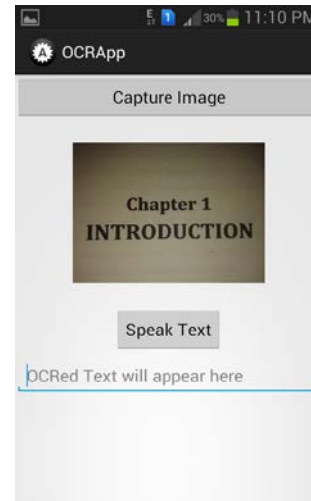 30% 11:10 PM
OCRApp
Capture Image
Chapter 1
INTRODUCTION
Speak Text
OCRed Text will appear here